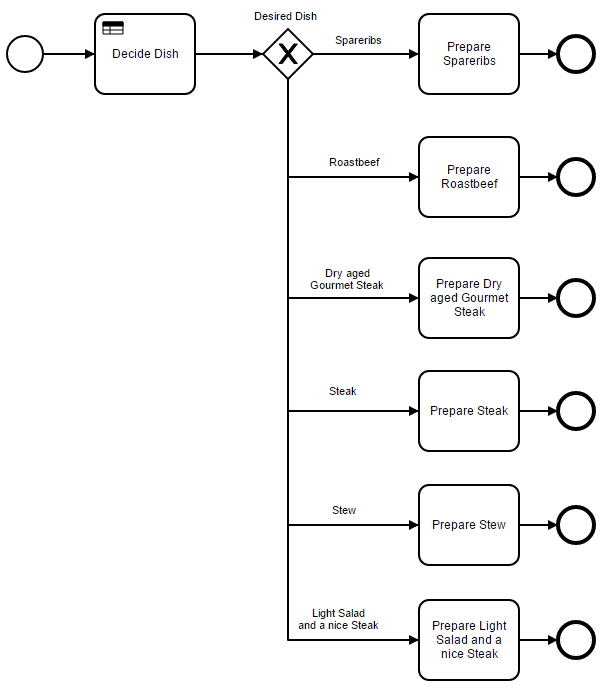 Desired Dish
Decide Dish
Spareribs
Prepare
Spareribs
Roastbeef
Prepare
Roastbeef
Dry aged
Gourmet Steak
Prepare Dry
aged Gourmet
Steak
Steak
Prepare Steak
Stew
Prepare Stew
Light Salad
and a nice Steak
Prepare Light
Salad and a
nice Steak